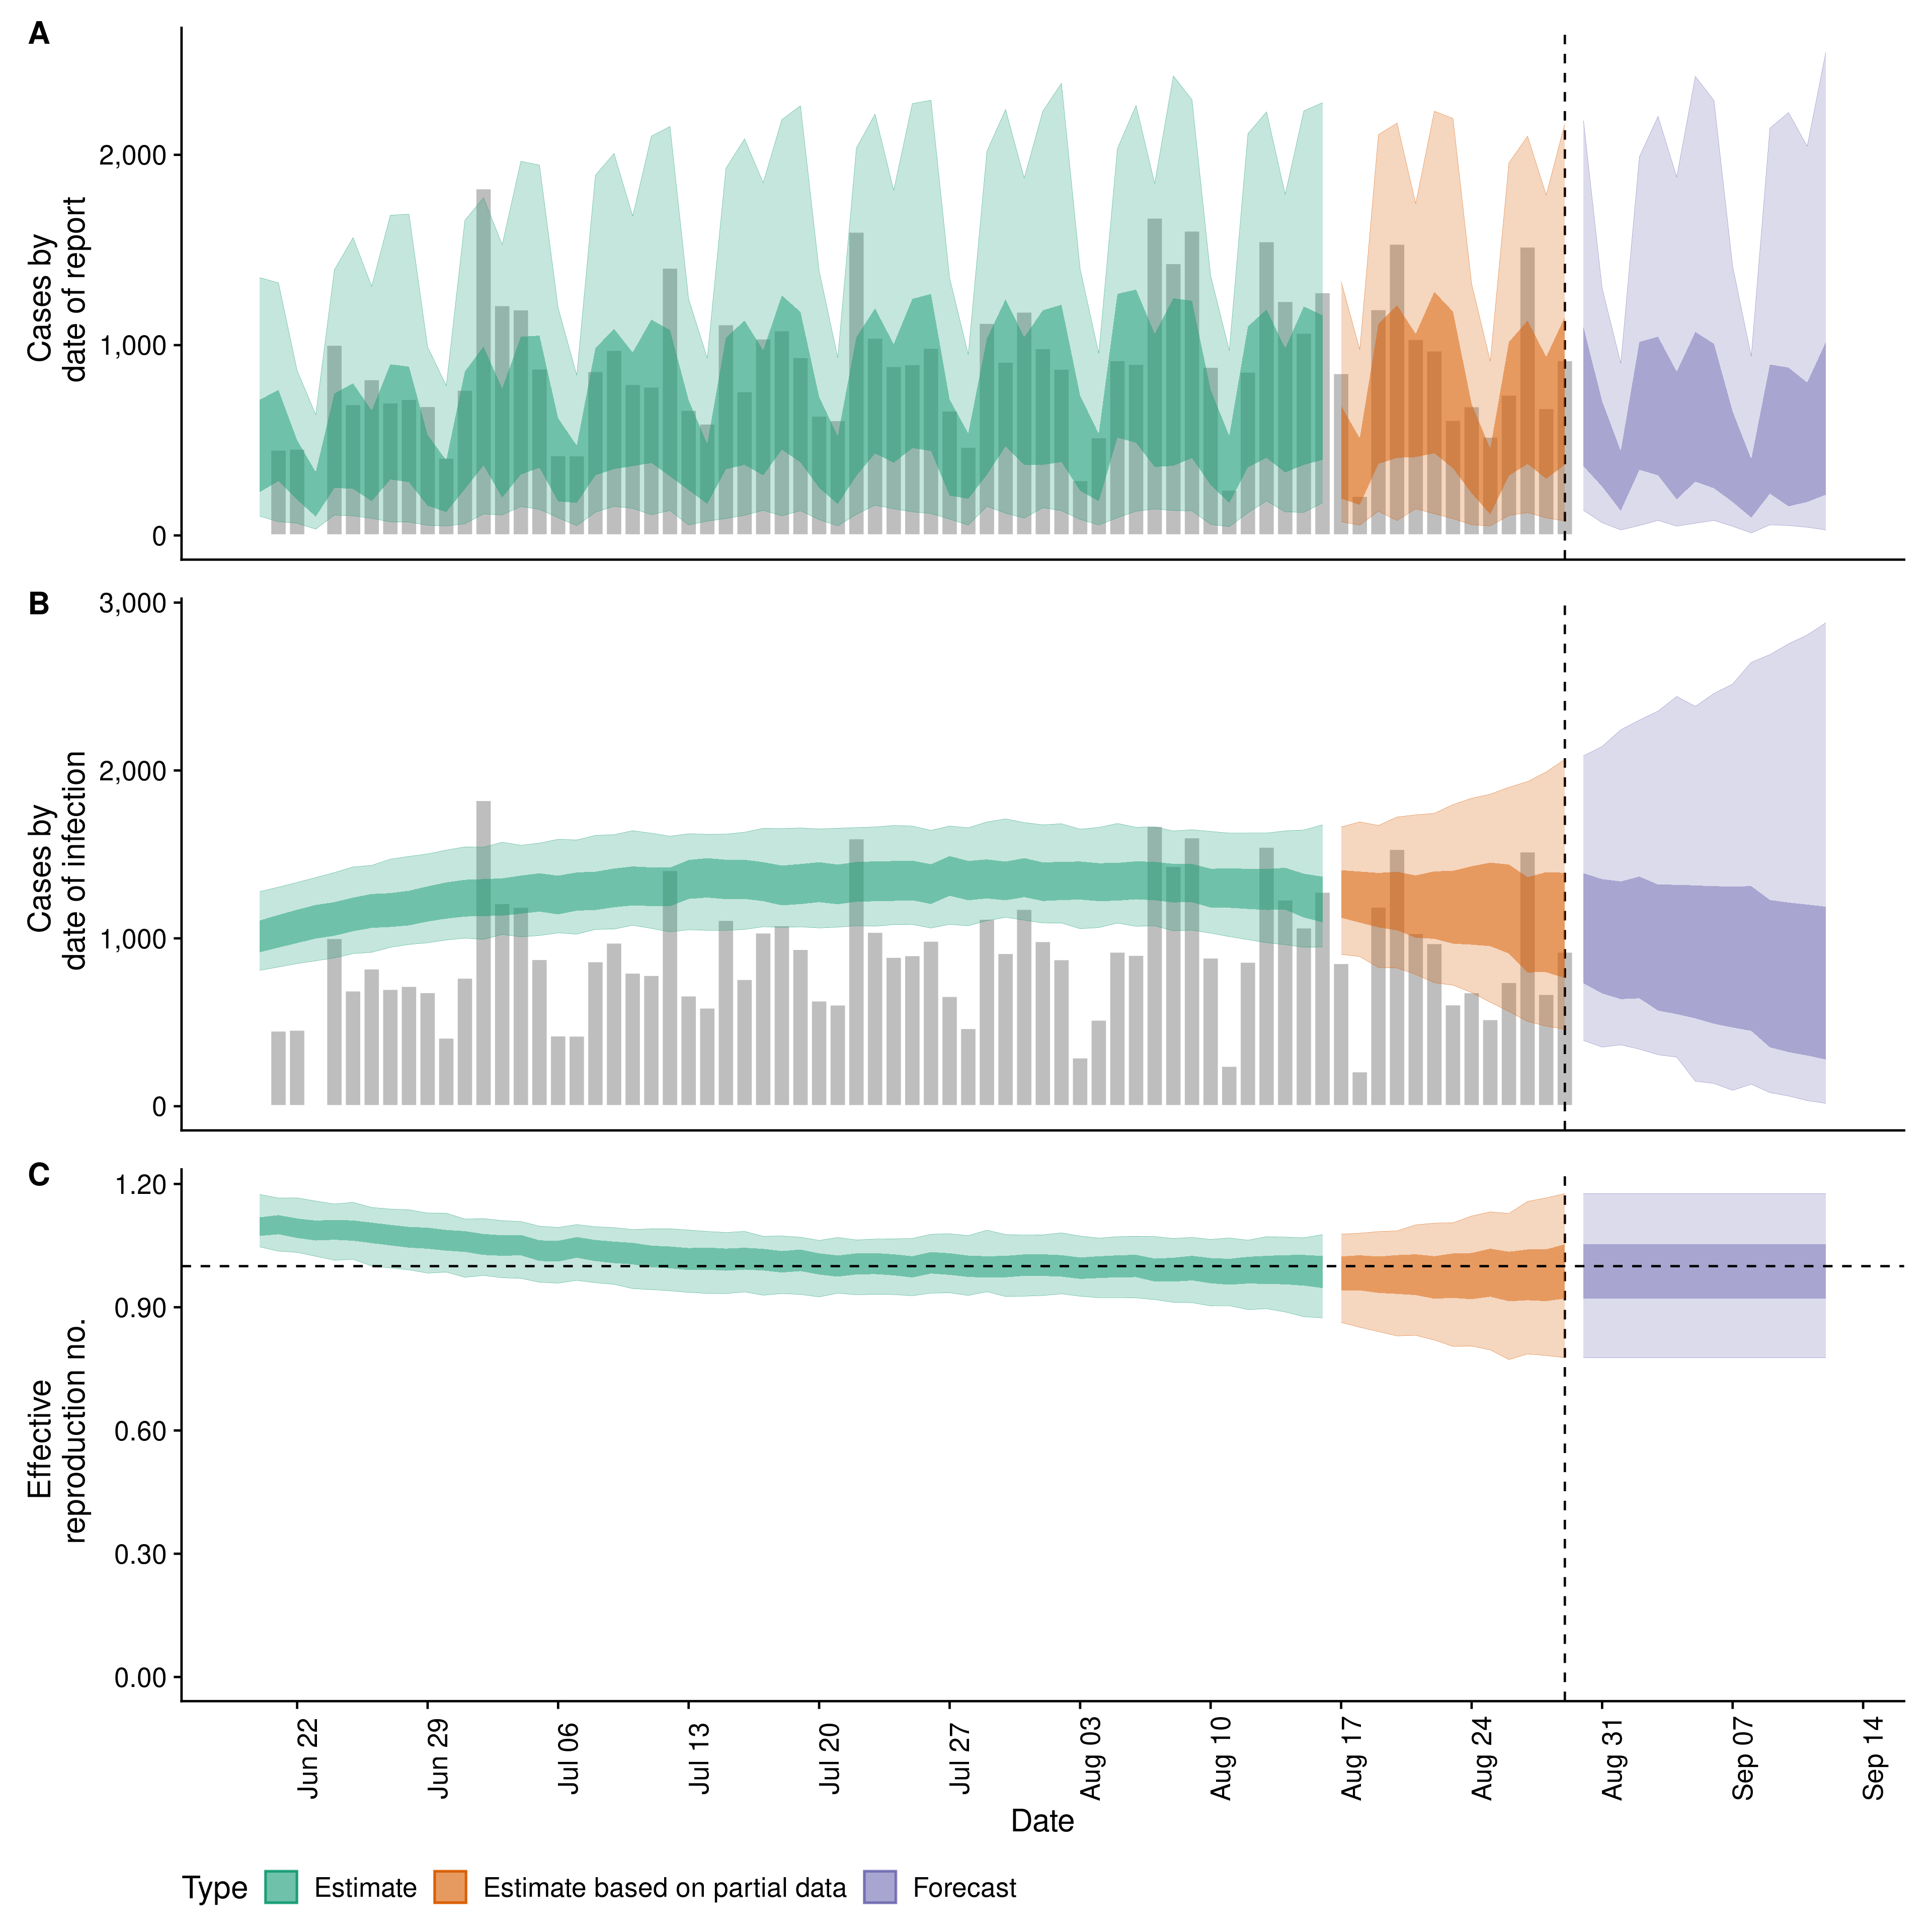 A
Cases by
date of report
2,000
1,000
0
B
Cases by
date of infection
3,000
2,000
1,000
0
C
Effective
reproduction no.
1.20
0.90
0.60
0.30
0.00
Jun 22
Jun 29
Jul 06
Jul 13
Jul 20
Jul 27
Aug 03
Aug 10
Aug 17
Aug 24
Aug 31
Sep 07
Sep 14
Date
Type Estimate Estimate based on partial data Forecast